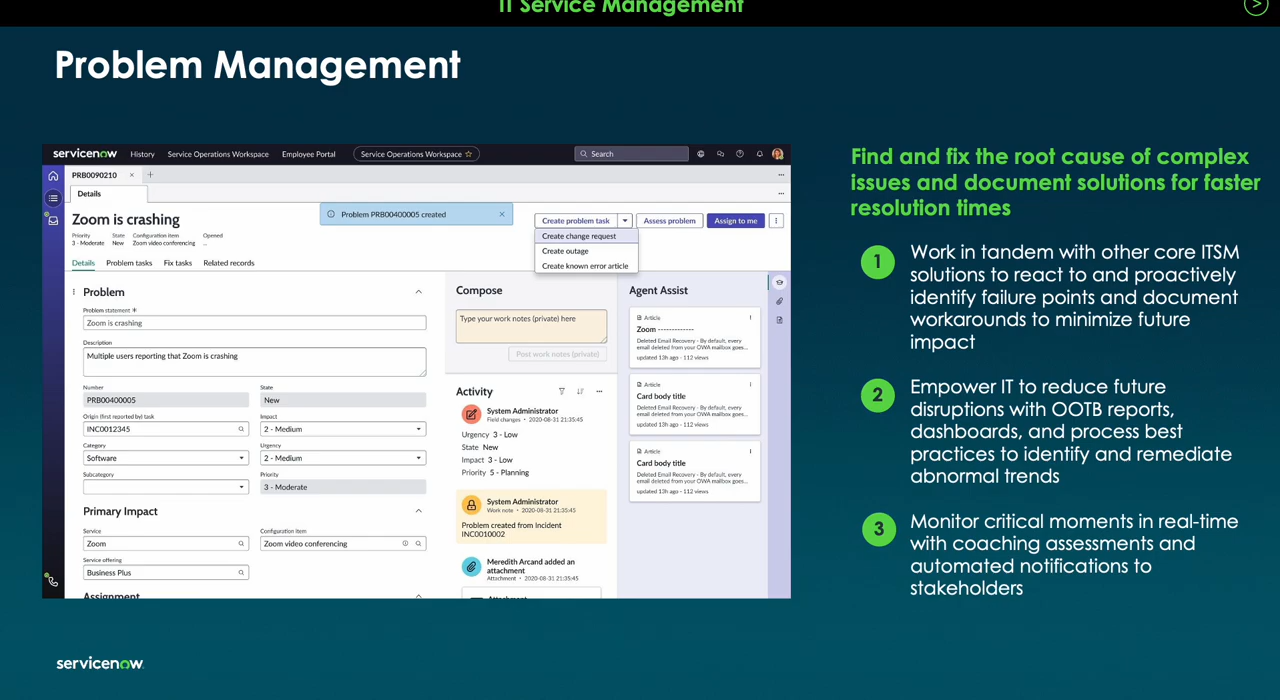 IT Service Management
>
Problem Management
servicenow History Service Operations Workspace Employee Portal Service Operations Workspace ☆ Search
PRB0090210 × +
Details
Zoom is crashing
Problem PRB00400005 created ×
Create problem task Assess problem Assign to me
Create change request
Create outage
Create known error article
Priority State Configuration item Opened
3 - Moderate New Zoom video conferencing ...
Details Problem tasks Fix tasks Related records
Problem
Problem statement
Zoom is crashing
Description
Multiple users reporting that Zoom is crashing
Number State
PRB00400005 New
Origin (first reported by) task Impact
INC0012345 2 - Medium
Category Urgency
Software 2 - Medium
Subcategory Priority
3 - Moderate
Primary Impact
Service Configuration item
Zoom Zoom video conferencing
Service offering
Business Plus
Assignment
Compose
Type your work notes (private) here
Post work notes (private)
Activity
System Administrator
Field changes • 2020-08-31 21:35:45
Urgency 3 - Low
State New
Impact 3 - Low
Priority 5 - Planning
System Administrator
Work note • 2020-08-31 21:35:45
Problem created from Incident
INC0010002
Meredith Arcand added an
attachment
Attachment • 2020-08-31 21:35:45
Attachment
Agent Assist
Article
Zoom -------------
Deleted Email Recovery - By default, every
email deleted from your OWA mailbox goes...
updated 13h ago - 112 views
Article
Card body title
Deleted Email Recovery - By default, every
email deleted from your OWA mailbox goes...
updated 13h ago - 112 views
Article
Card body title
Deleted Email Recovery - By default, every
email deleted from your OWA mailbox goes...
updated 13h ago - 112 views
Find and fix the root cause of complex
issues and document solutions for faster
resolution times
1 Work in tandem with other core ITSM
solutions to react to and proactively
identify failure points and document
workarounds to minimize future
impact
2 Empower IT to reduce future
disruptions with OOTB reports,
dashboards, and process best
practices to identify and remediate
abnormal trends
3 Monitor critical moments in real-time
with coaching assessments and
automated notifications to
stakeholders
servicenow